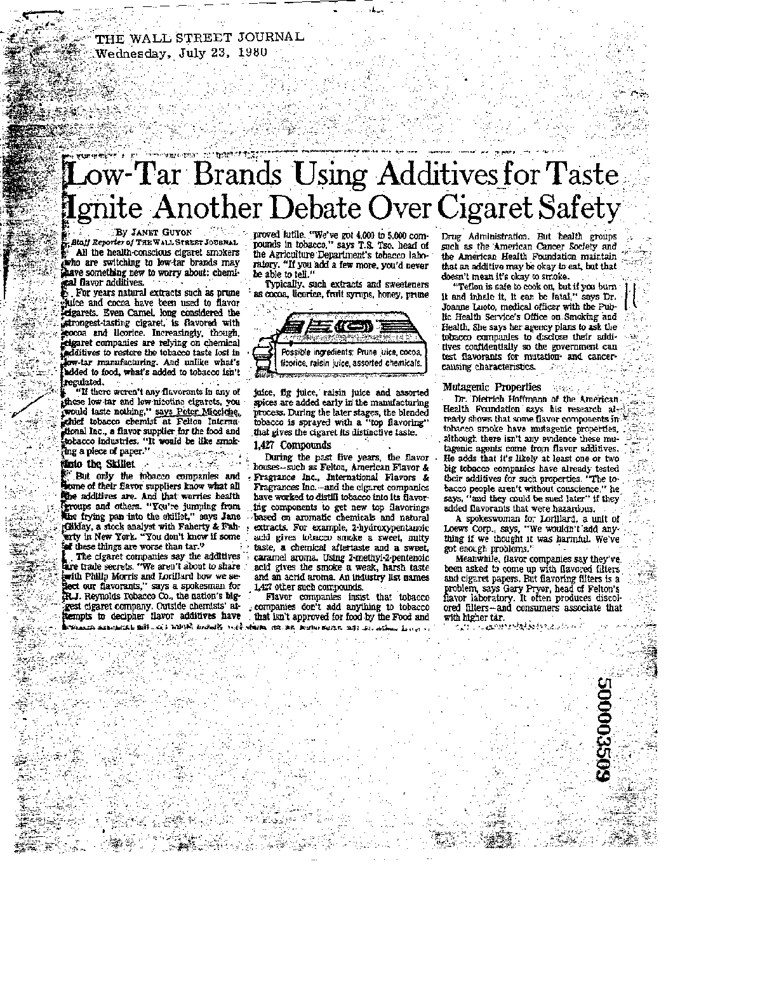 THE WALL STREET JOURNAL
Wednesday, July 23, 1980
Low-Tar Brands Using Additives for Taste
Ignite Another Debate Over Cigaret Safety
By JANET GUYON
Staff Reporter of THE WALL STREET JOURNAL
All the health-conscious cigaret smokers
who are switching to low-tar brands may
have something new to worry about: chemi-
cal flavor additives.
For years natural extracts such as prune
juice and cocoa have been used to flavor
cigarets. Even Camel, long considered the
strongest-tasting cigaret, is flavored with
cocoa and licorice. Increasingly, though,
cigaret companies are relying on chemical
additives to restore the tobacco taste lost in
low-tar manufacturing. And unlike what's
added to food, what's added to tobacco isn't
regulated.
"If there weren't any flavorants in any of
these low-tar and low-nicotine cigarets, you
would taste nothing," says Peter Micciche,
chief tobacco chemist at Felton Interna-
tional Inc., a flavor supplier for the food and
tobacco industries. "It would be like smok-
ing a piece of paper."
Into the Skillet
But only the tobacco companies and
some of their flavor suppliers know what all
the additives are. And that worries health
groups and others. "You're jumping from
the frying pan into the skillet," says Jane
Gilday, a stock analyst with Faherty & Fah-
erty in New York. "You don't know if some
of these things are worse than tar."
The cigaret companies say the additives
are trade secrets. "We aren't about to share
with Philip Morris and Lorillard how we se-
lect our flavorants," says a spokesman for
R.J. Reynolds Tobacco Co., the nation's big-
gest cigaret company. Outside chemists' at-
tempts to decipher flavor additives have
proved futile. "We've got 4,000 to 5,000 com-
pounds in tobacco," says T.S. Tso, head of
the Agriculture Department's tobacco labo-
ratory. "If you add a few more, you'd never
be able to tell."
Typically, such extracts and sweeteners
as cocoa, licorice, fruit syrups, honey, prune
Possible ingredients: Prune juice, cocoa,
licorice, raisin juice, assorted chemicals.
juice, fig juice, raisin juice and assorted
spices are added early in the manufacturing
process. During the later stages, the blended
tobacco is sprayed with a "top flavoring"
that gives the cigaret its distinctive taste.
1,427 Compounds
During the past five years, the flavor
houses—such as Felton, American Flavor &
Fragrance Inc., International Flavors &
Fragrances Inc.—and the cigaret companies
have worked to distill tobacco into its flavor-
ing components to get new top flavorings
based on aromatic chemicals and natural
extracts. For example, 2-hydroxypentanoic
acid gives tobacco smoke a sweet, nutty
taste, a chemical aftertaste and a sweet,
caramel aroma. Using 2-methyl-2-pentenoic
acid gives the smoke a weak, harsh taste
and an acrid aroma. An industry list names
1,427 other such compounds.
Flavor companies insist that tobacco
companies don't add anything to tobacco
that isn't approved for food by the Food and
Drug Administration. But health groups
such as the American Cancer Society and
the American Health Foundation maintain
that an additive may be okay to eat, but that
doesn't mean it's okay to smoke.
"Teflon is safe to cook on, but if you burn
it and inhale it, it can be fatal," says Dr.
Joanne Luoto, medical officer with the Pub-
lic Health Service's Office on Smoking and
Health. She says her agency plans to ask the
tobacco companies to disclose their addi-
tives confidentially so the government can
test flavorants for mutation- and cancer-
causing characteristics.
Mutagenic Properties
Dr. Dietrich Hoffmann of the American
Health Foundation says his research al-
ready shows that some flavor components in
tobacco smoke have mutagenic properties,
although there isn't any evidence these mu-
tagenic agents come from flavor additives.
He adds that it's likely at least one or two
big tobacco companies have already tested
their additives for such properties. "The to-
bacco people aren't without conscience," he
says, "and they could be sued later" if they
added flavorants that were hazardous.
A spokeswoman for Lorillard, a unit of
Loews Corp., says, "We wouldn't add any-
thing if we thought it was harmful. We've
got enough problems."
Meanwhile, flavor companies say they've
been asked to come up with flavored filters
and cigaret papers. But flavoring filters is a
problem, says Gary Pryor, head of Felton's
flavor laboratory. It often produces discol-
ored filters—and consumers associate that
with higher tar.
500003509